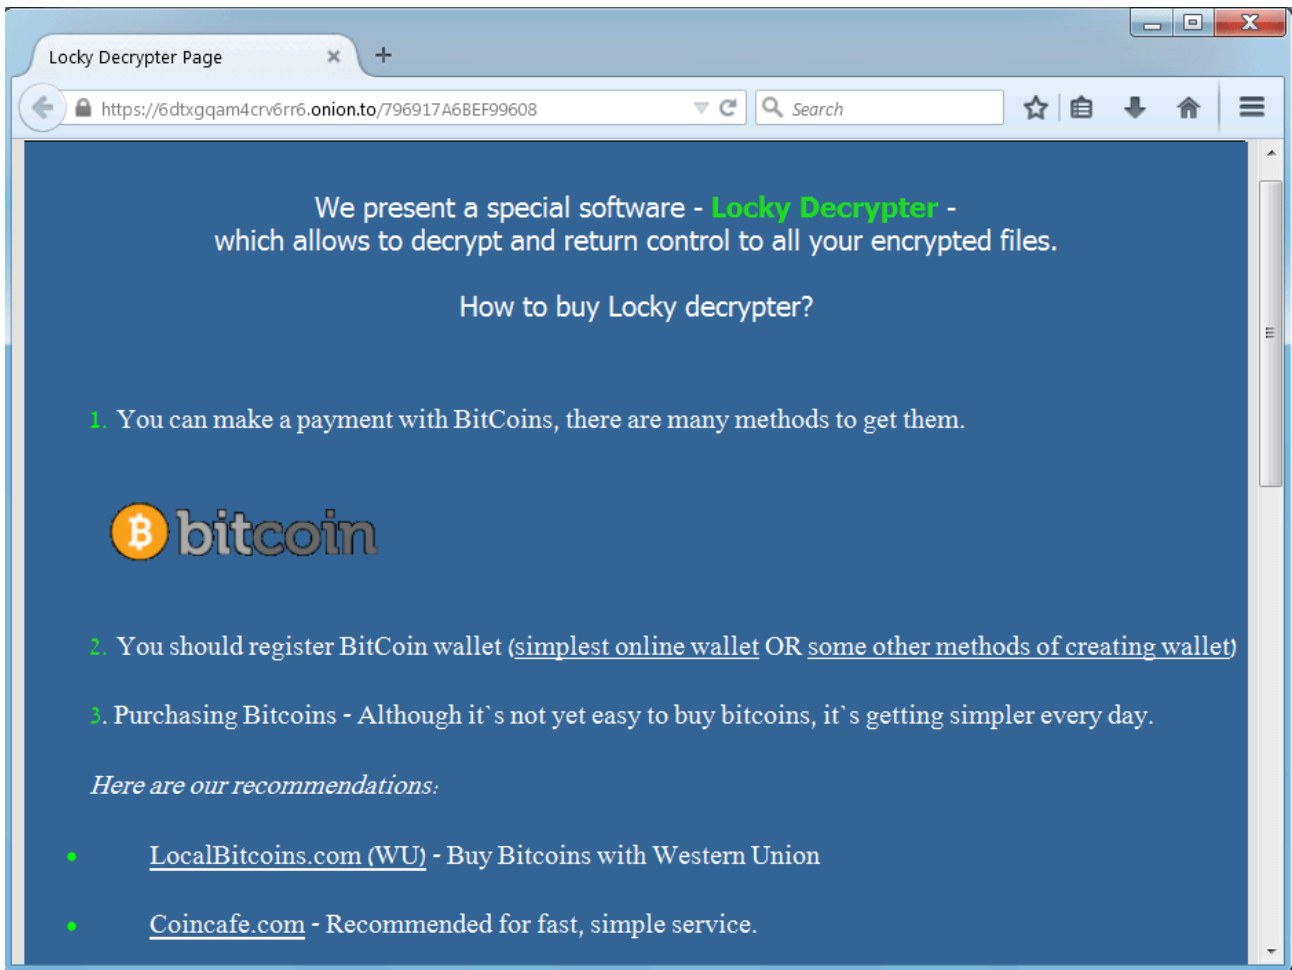 Locky Decrypter Page
https://6dtxgqam4crv6rr6.onion.to/796917A6BEF99608
Search
We present a special software - Locky Decrypter -
which allows to decrypt and return control to all your encrypted files.
How to buy Locky decrypter?
1. You can make a payment with BitCoins, there are many methods to get them.
bitcoin
2. You should register BitCoin wallet (simplest online wallet OR some other methods of creating wallet)
3. Purchasing Bitcoins - Although it`s not yet easy to buy bitcoins, it`s getting simpler every day.
Here are our recommendations:
LocalBitcoins.com (WU) - Buy Bitcoins with Western Union
Coincafe.com - Recommended for fast, simple service.